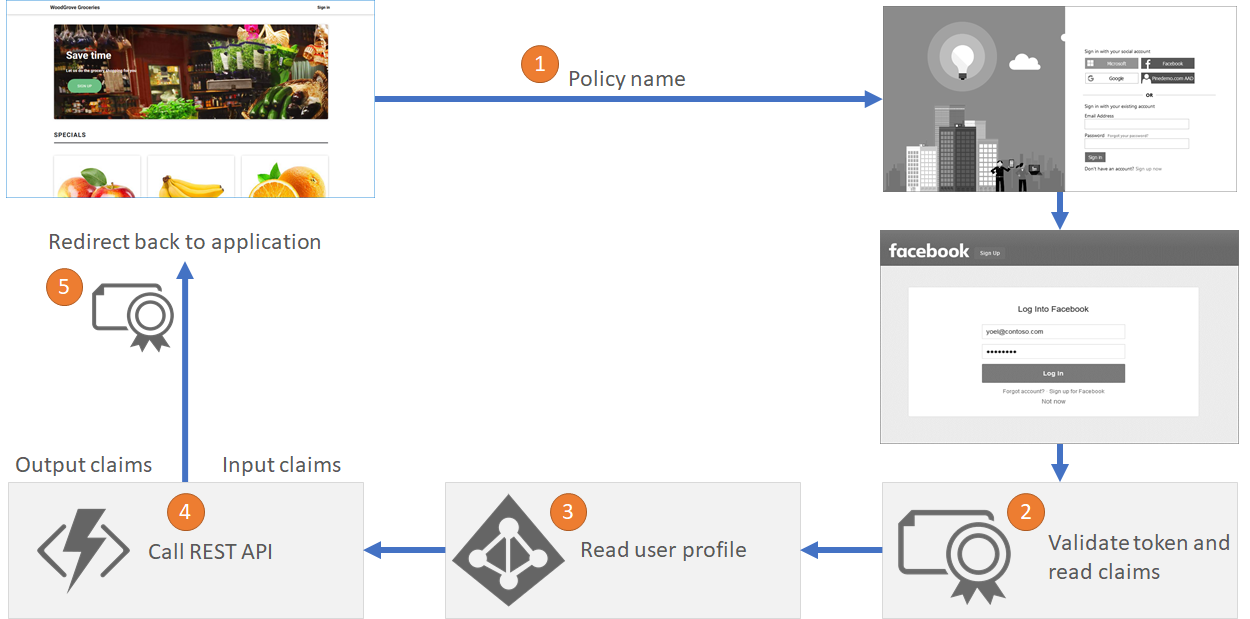 WoodGrove Groceries
Sign in
Save time
Let us do the grocery shopping for you
SIGN UP
SPECIALS
1
Policy name
Sign in with your social account
Microsoft
Facebook
Google
Pinedemo.com AAD
OR
Sign in with your existing account
Email Address
Password Forgot your password?
Sign in
Don't have an account? Sign up now
facebook
Sign Up
Log Into Facebook
yoel@contoso.com
Log In
Forgot account? · Sign up for Facebook
Not now
Redirect back to application
5
Output claims
Input claims
4
Call REST API
3
Read user profile
2
Validate token and
read claims